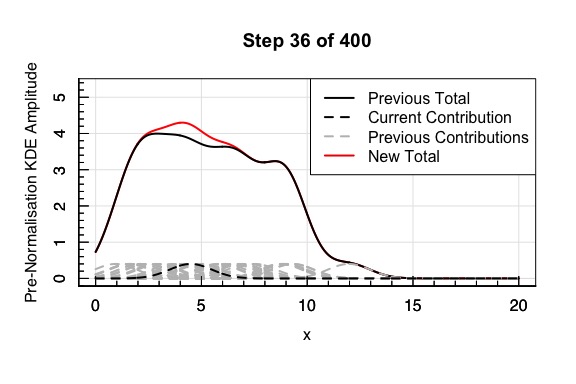 Step 36 of 400
Pre-Normalisation KDE Amplitude
5
4
3
2
1
0
Previous Total
Current Contribution
Previous Contributions
New Total
0 5 10 15 20
x